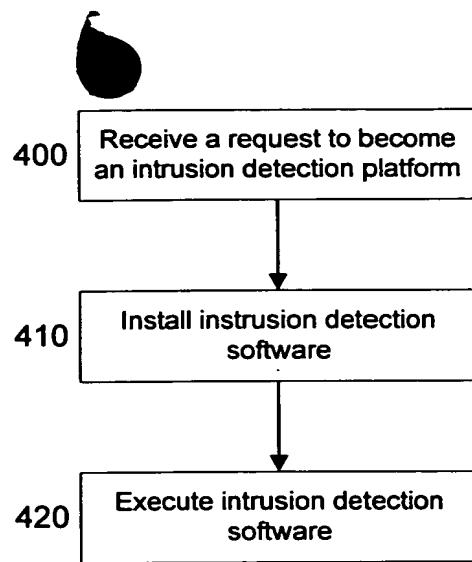 400
Receive a request to become
an intrusion detection platform
410
Install instrusion detection
software
420
Execute intrusion detection
software